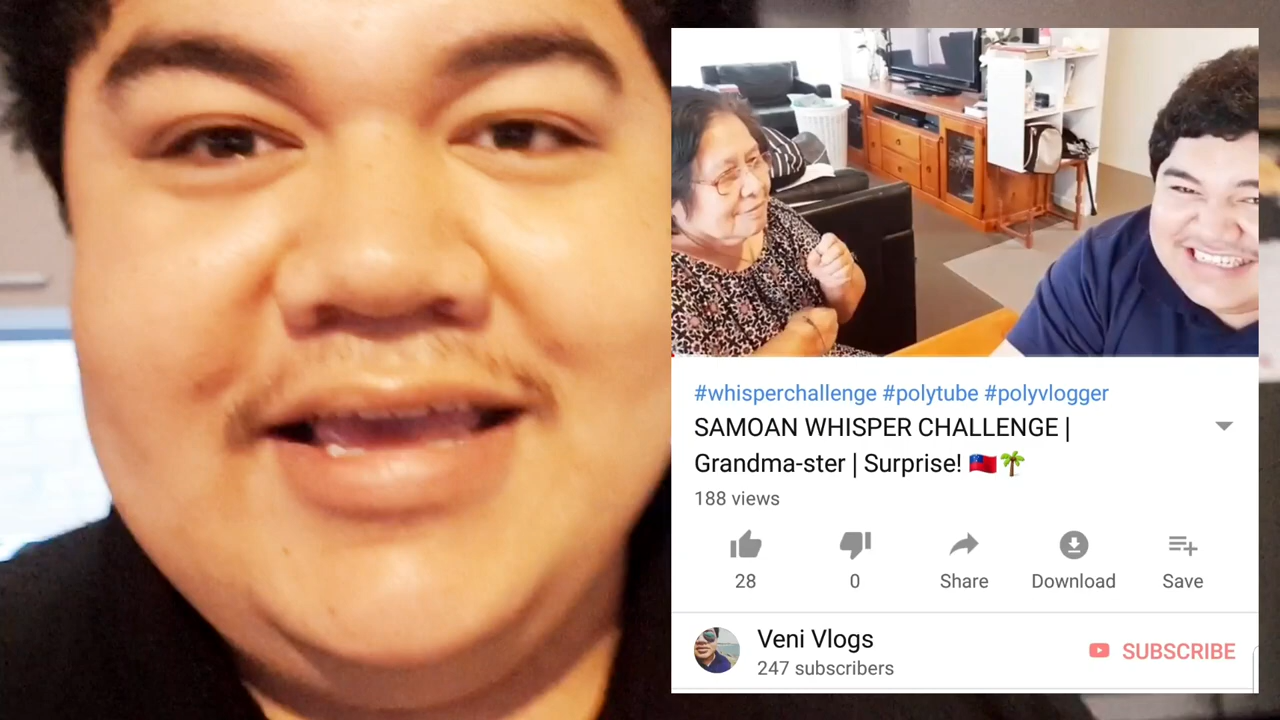 #whisperchallenge #polytube #polyvlogger
SAMOAN WHISPER CHALLENGE |
Grandma-ster | Surprise! 🇼🇸🌴
188 views
28
0
Share
Download
Save
Veni Vlogs
SUBSCRIBE
247 subscribers